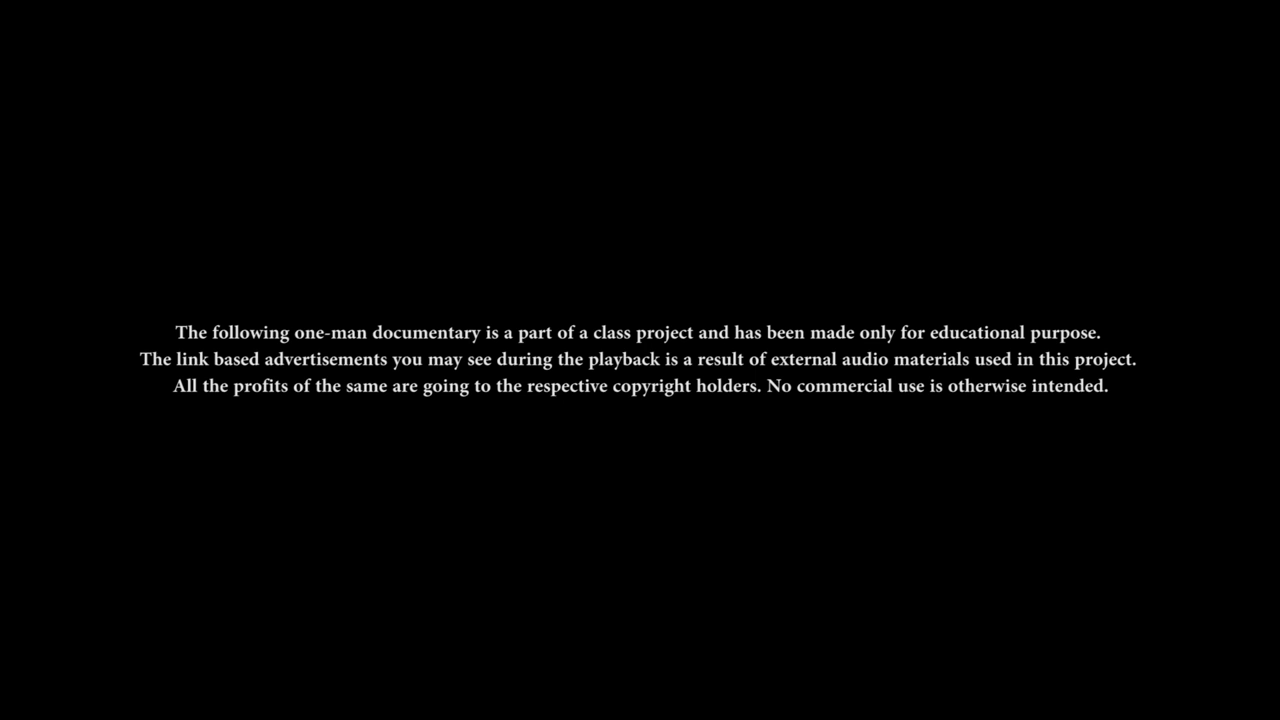 The following one-man documentary is a part of a class project and has been made only for educational purpose.
The link based advertisements you may see during the playback is a result of external audio materials used in this project.
All the profits of the same are going to the respective copyright holders. No commercial use is otherwise intended.